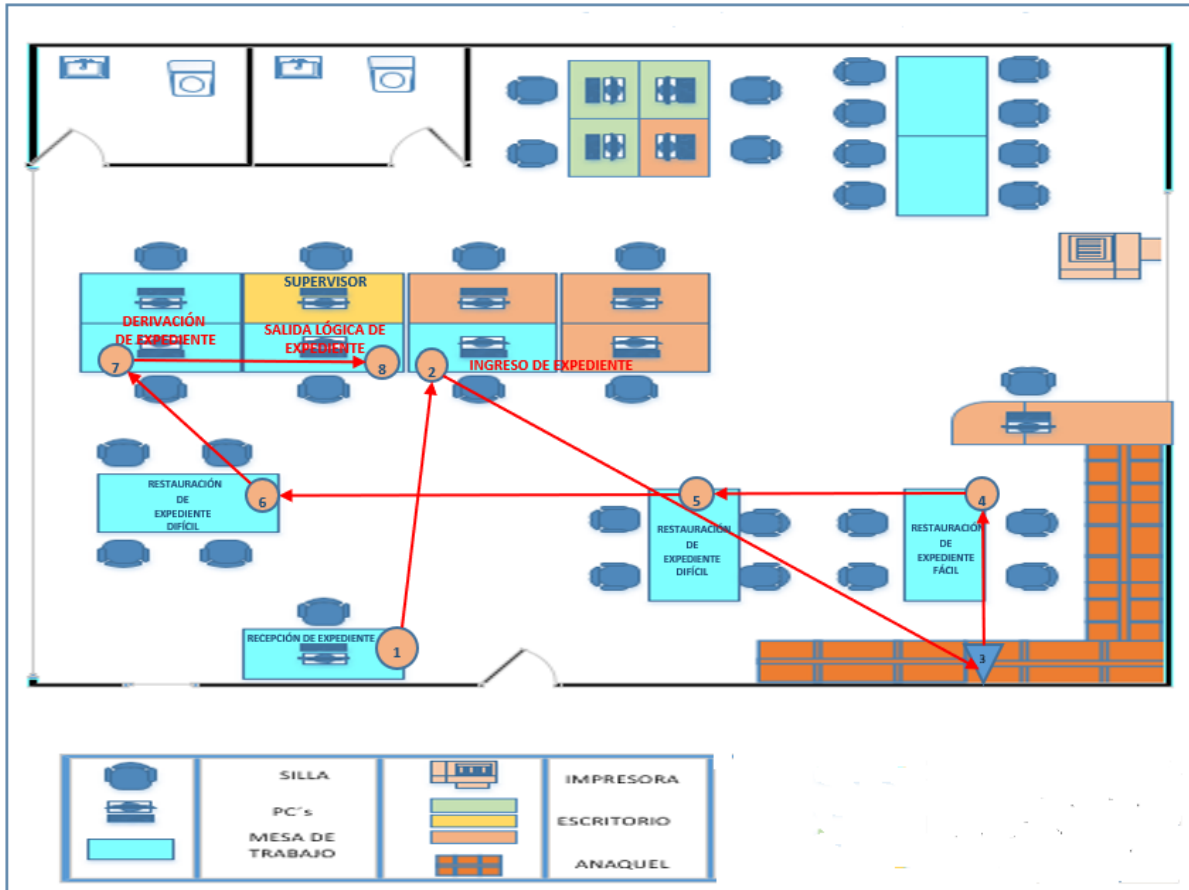 SUPERVISOR
DERIVACIÓN
DE EXPEDIENTE
SALIDA LÓGICA DE
EXPEDIENTE
7
8
2
INGRESO DE EXPEDIENTE
RESTAURACIÓN
DE
EXPEDIENTE
DIFÍCIL
6
5
RESTAURACIÓN
DE
EXPEDIENTE
DIFÍCIL
4
RESTAURACIÓN
DE
EXPEDIENTE
FÁCIL
RECEPCIÓN DE EXPEDIENTE
1
3
SILLA
PC´s
MESA DE
TRABAJO
IMPRESORA
ESCRITORIO
ANAQUEL